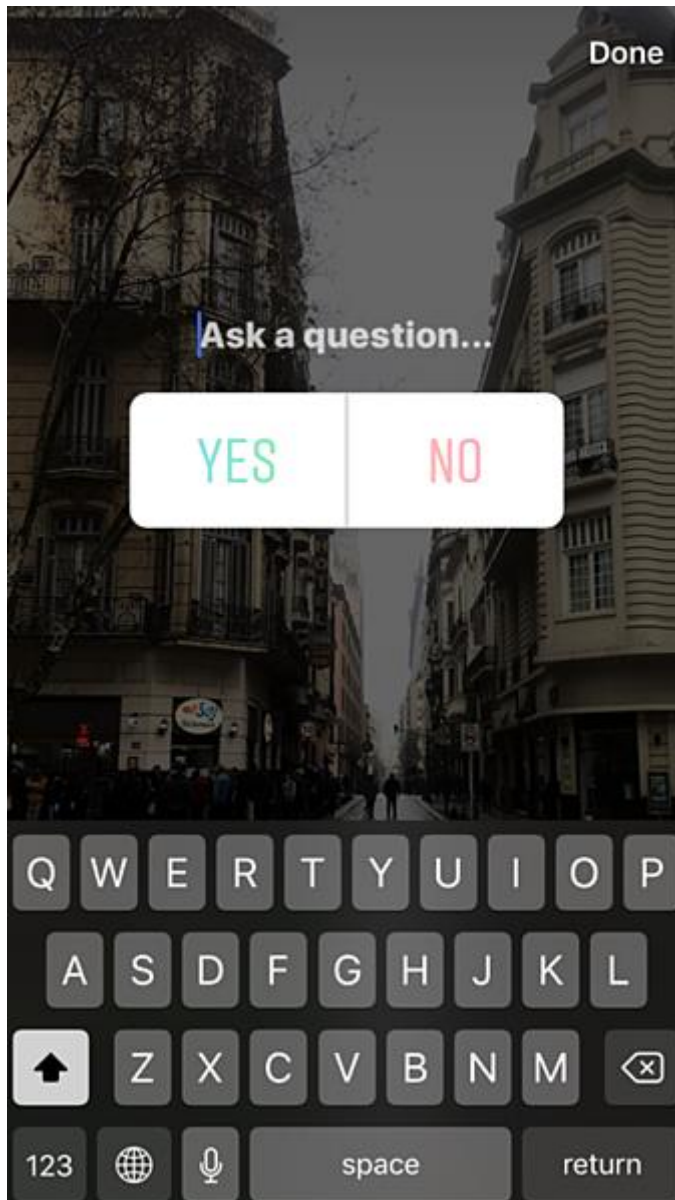 Done
Ask a question...
YES NO
Q W E R T Y U I O P
A S D F G H J K L
Z X C V B N M
123 space return